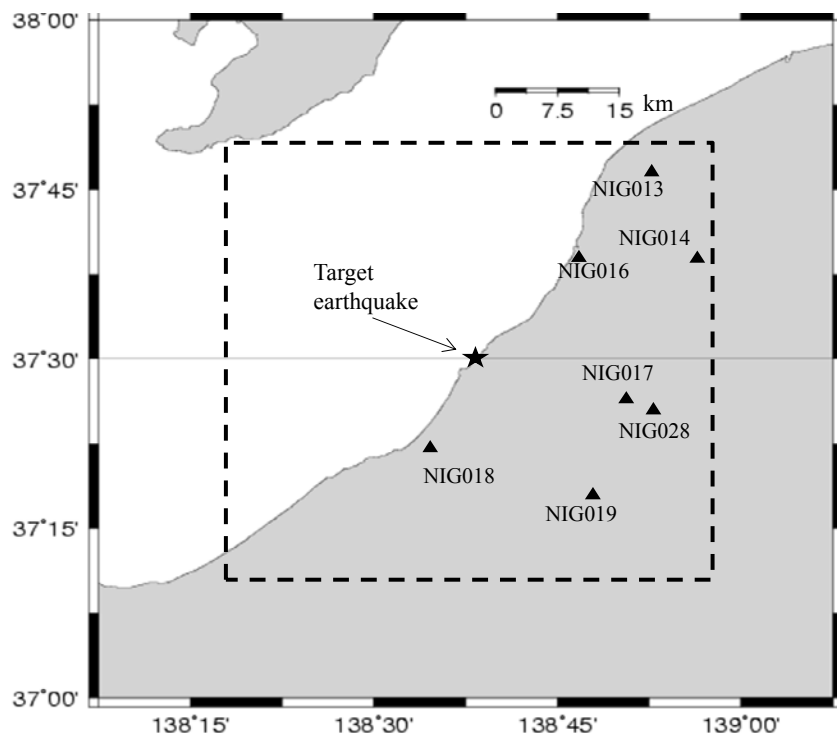 38°00'
km
0 7.5 15
37°45'
NIG013
NIG014
NIG016
Target
earthquake
37°30'
NIG017
NIG028
NIG018
NIG019
37°15'
37°00'
138°15' 138°30' 138°45' 139°00'